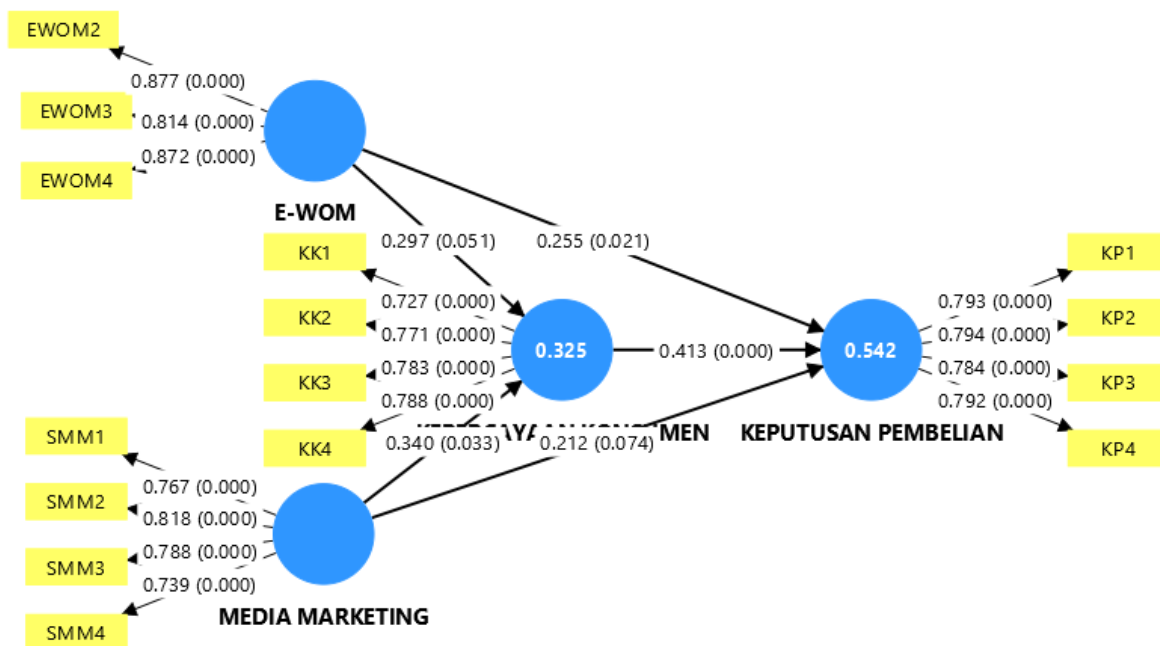 EWOM2
0.877 (0.000)
EWOM3
0.814 (0.000)
0.872 (0.000)
EWOM4
E-WOM
0.297 (0.051)
0.255 (0.021)
KK1
KP1
0.727 (0.000)
0.793 (0.000)
KK2
KP2
0.771 (0.000)
0.794 (0.000)
0.325
0.413 (0.000)
0.542
0.783 (0.000)
0.784 (0.000)
KK3
KP3
0.788 (0.000)
0.792 (0.000)
SMM1
KK4
0.340 (0.033)
0.212 (0.074)
KEPUTUSAN PEMBELIAN
KP4
0.767 (0.000)
SMM2
0.818 (0.000)
0.788 (0.000)
SMM3
0.739 (0.000)
MEDIA MARKETING
SMM4